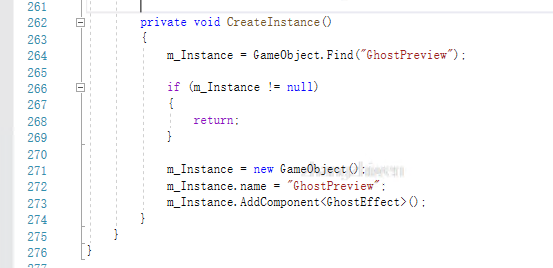 261
262 private void CreateInstance()
263 {
264 m_Instance = GameObject.Find("GhostPreview");
265
266 if (m_Instance != null)
267 {
268 return;
269 }
270
271 m_Instance = new GameObject();
272 m_Instance.name = "GhostPreview";
273 m_Instance.AddComponent<GhostEffect>();
274 }
275 }
276 }
277